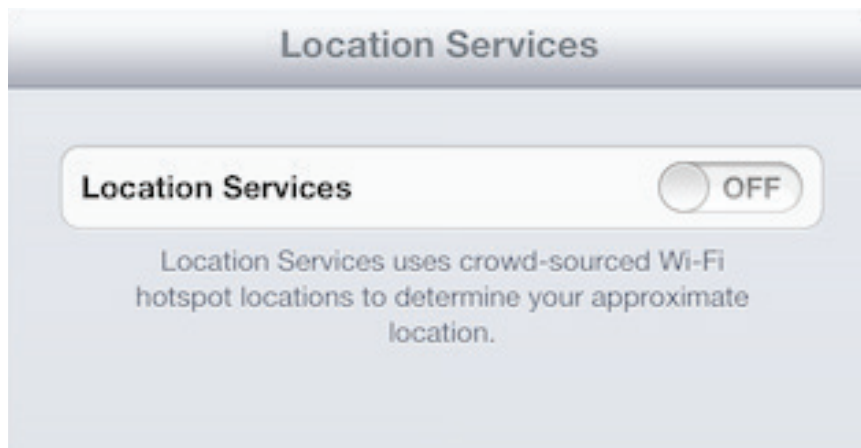 Location Services
Location Services OFF
Location Services uses crowd-sourced Wi-Fi
hotspot locations to determine your approximate
location.